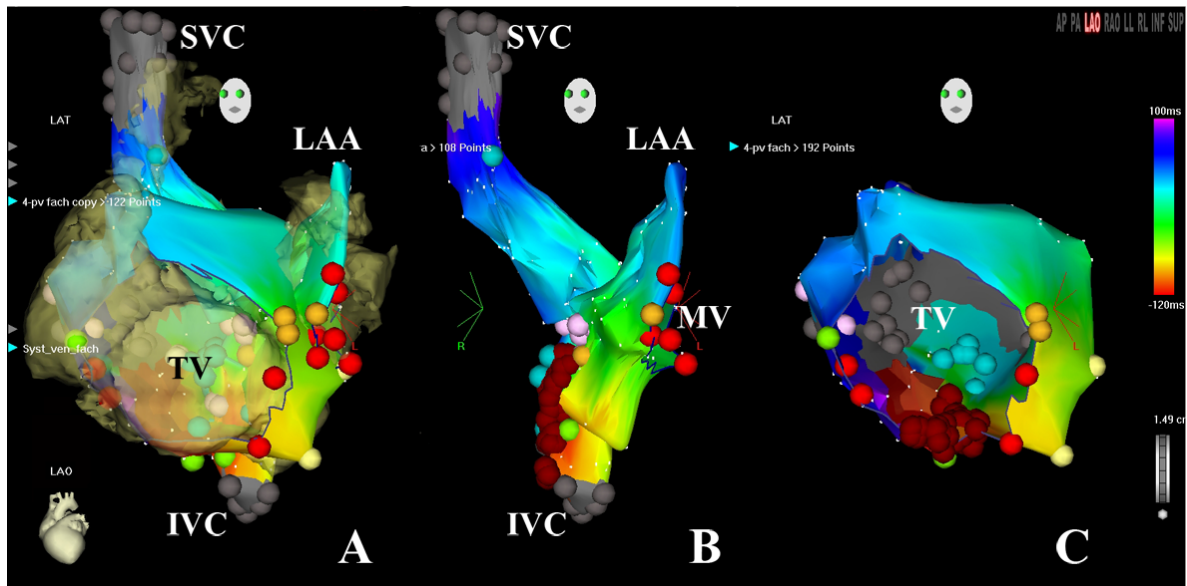 AP PA LAO RAO LL RL INF SUP
SVC
SVC
LAT
LAA
LAA
LAT
100ms
a > 108 Points
4-pv fach > 192 Points
4-pv fach copy > 122 Points
-120ms
MV
TV
R
L
L
L
Syst_ven_fach
TV
1.49 cr
LAO
IVC
IVC
A
B
C